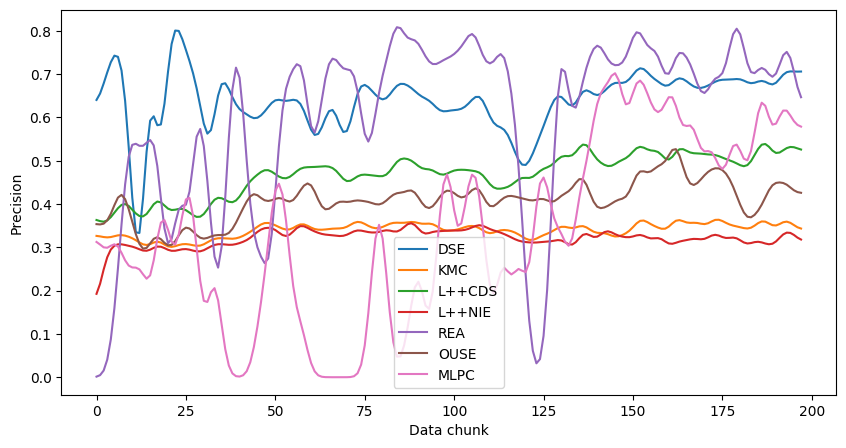 0.8
0.7
0.6
0.5
0.4
0.3
0.2
0.1
0.0
Precision
DSE
KMC
L++CDS
L++NIE
REA
OUSE
MLPC
0 25 50 75 100 125 150 175 200
Data chunk